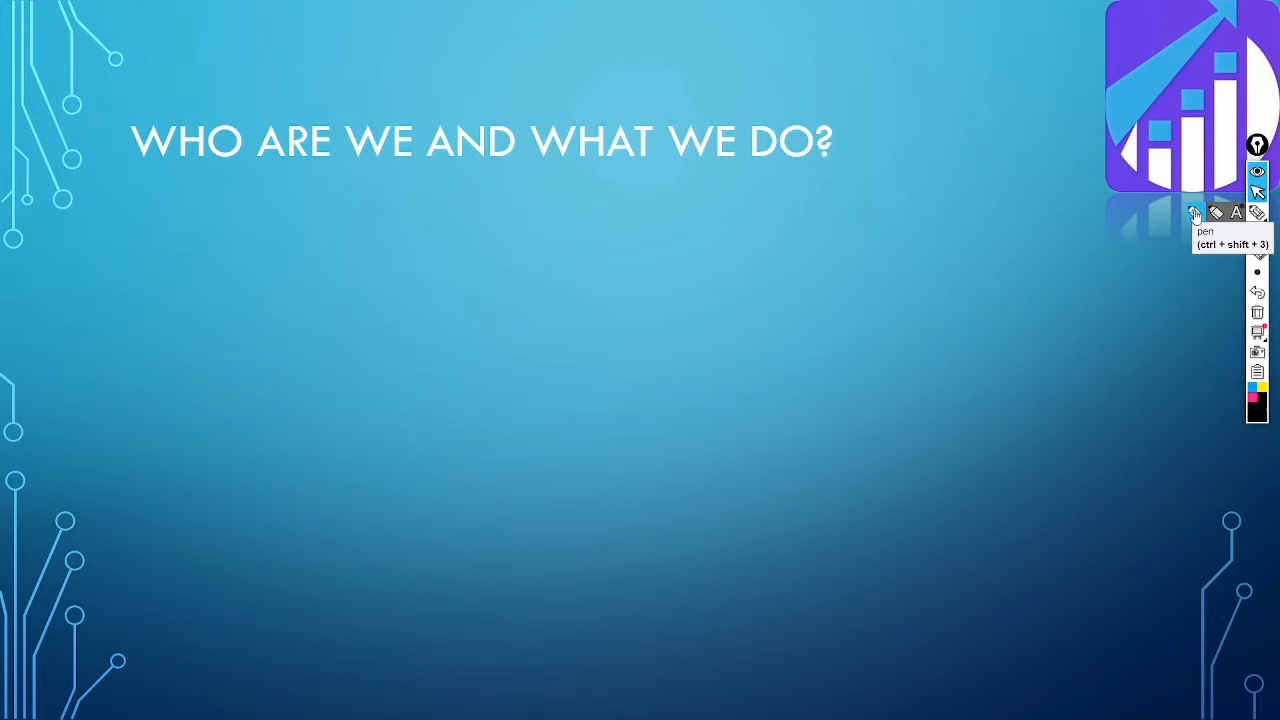 WHO ARE WE AND WHAT WE DO?
A
pen
(ctrl + shift + 3)